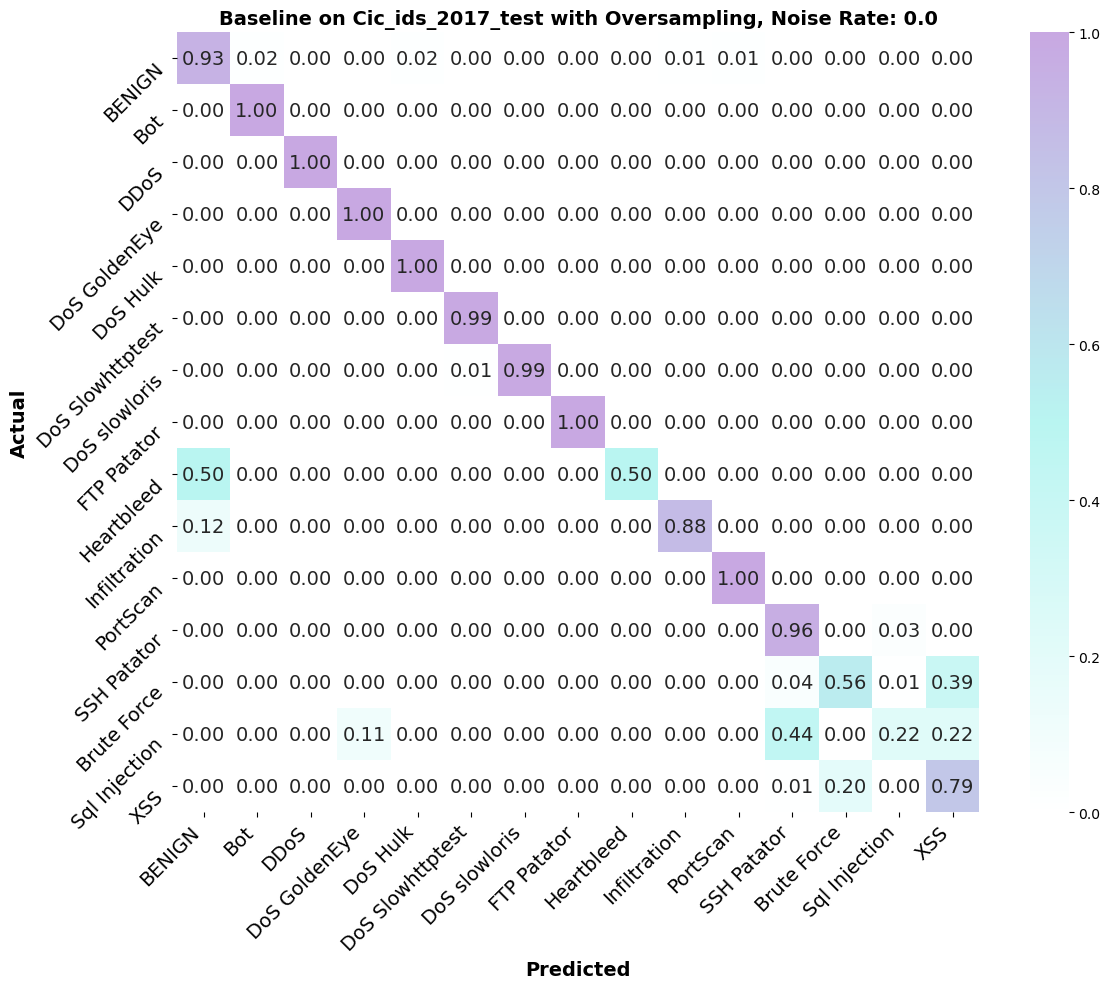 Baseline on Cic_ids_2017_test with Oversampling, Noise Rate: 0.0
Actual
BENIGN 0.93 0.02 0.00 0.00 0.02 0.00 0.00 0.00 0.00 0.01 0.01 0.00 0.00 0.00 0.00
Bot 0.00 1.00 0.00 0.00 0.00 0.00 0.00 0.00 0.00 0.00 0.00 0.00 0.00 0.00 0.00
DDoS 0.00 0.00 1.00 0.00 0.00 0.00 0.00 0.00 0.00 0.00 0.00 0.00 0.00 0.00 0.00
DoS GoldenEye 0.00 0.00 0.00 1.00 0.00 0.00 0.00 0.00 0.00 0.00 0.00 0.00 0.00 0.00 0.00
DoS Hulk 0.00 0.00 0.00 0.00 1.00 0.00 0.00 0.00 0.00 0.00 0.00 0.00 0.00 0.00 0.00
DoS Slowhttptest 0.00 0.00 0.00 0.00 0.00 0.99 0.00 0.00 0.00 0.00 0.00 0.00 0.00 0.00 0.00
DoS slowloris 0.00 0.00 0.00 0.00 0.00 0.01 0.99 0.00 0.00 0.00 0.00 0.00 0.00 0.00 0.00
FTP Patator 0.00 0.00 0.00 0.00 0.00 0.00 0.00 1.00 0.00 0.00 0.00 0.00 0.00 0.00 0.00
Heartbleed 0.50 0.00 0.00 0.00 0.00 0.00 0.00 0.00 0.50 0.00 0.00 0.00 0.00 0.00 0.00
Infiltration 0.12 0.00 0.00 0.00 0.00 0.00 0.00 0.00 0.00 0.88 0.00 0.00 0.00 0.00 0.00
PortScan 0.00 0.00 0.00 0.00 0.00 0.00 0.00 0.00 0.00 0.00 1.00 0.00 0.00 0.00 0.00
SSH Patator 0.00 0.00 0.00 0.00 0.00 0.00 0.00 0.00 0.00 0.00 0.00 0.96 0.00 0.03 0.00
Brute Force 0.00 0.00 0.00 0.00 0.00 0.00 0.00 0.00 0.00 0.00 0.00 0.04 0.56 0.01 0.39
Sql Injection 0.00 0.00 0.00 0.11 0.00 0.00 0.00 0.00 0.00 0.00 0.00 0.44 0.00 0.22 0.22
XSS 0.00 0.00 0.00 0.00 0.00 0.00 0.00 0.00 0.00 0.00 0.00 0.01 0.20 0.00 0.79
BENIGN Bot DDoS DoS GoldenEye DoS Hulk DoS Slowhttptest DoS slowloris FTP Patator Heartbleed Infiltration PortScan SSH Patator Brute Force Sql Injection XSS
Predicted
1.0
0.8
0.6
0.4
0.2
0.0